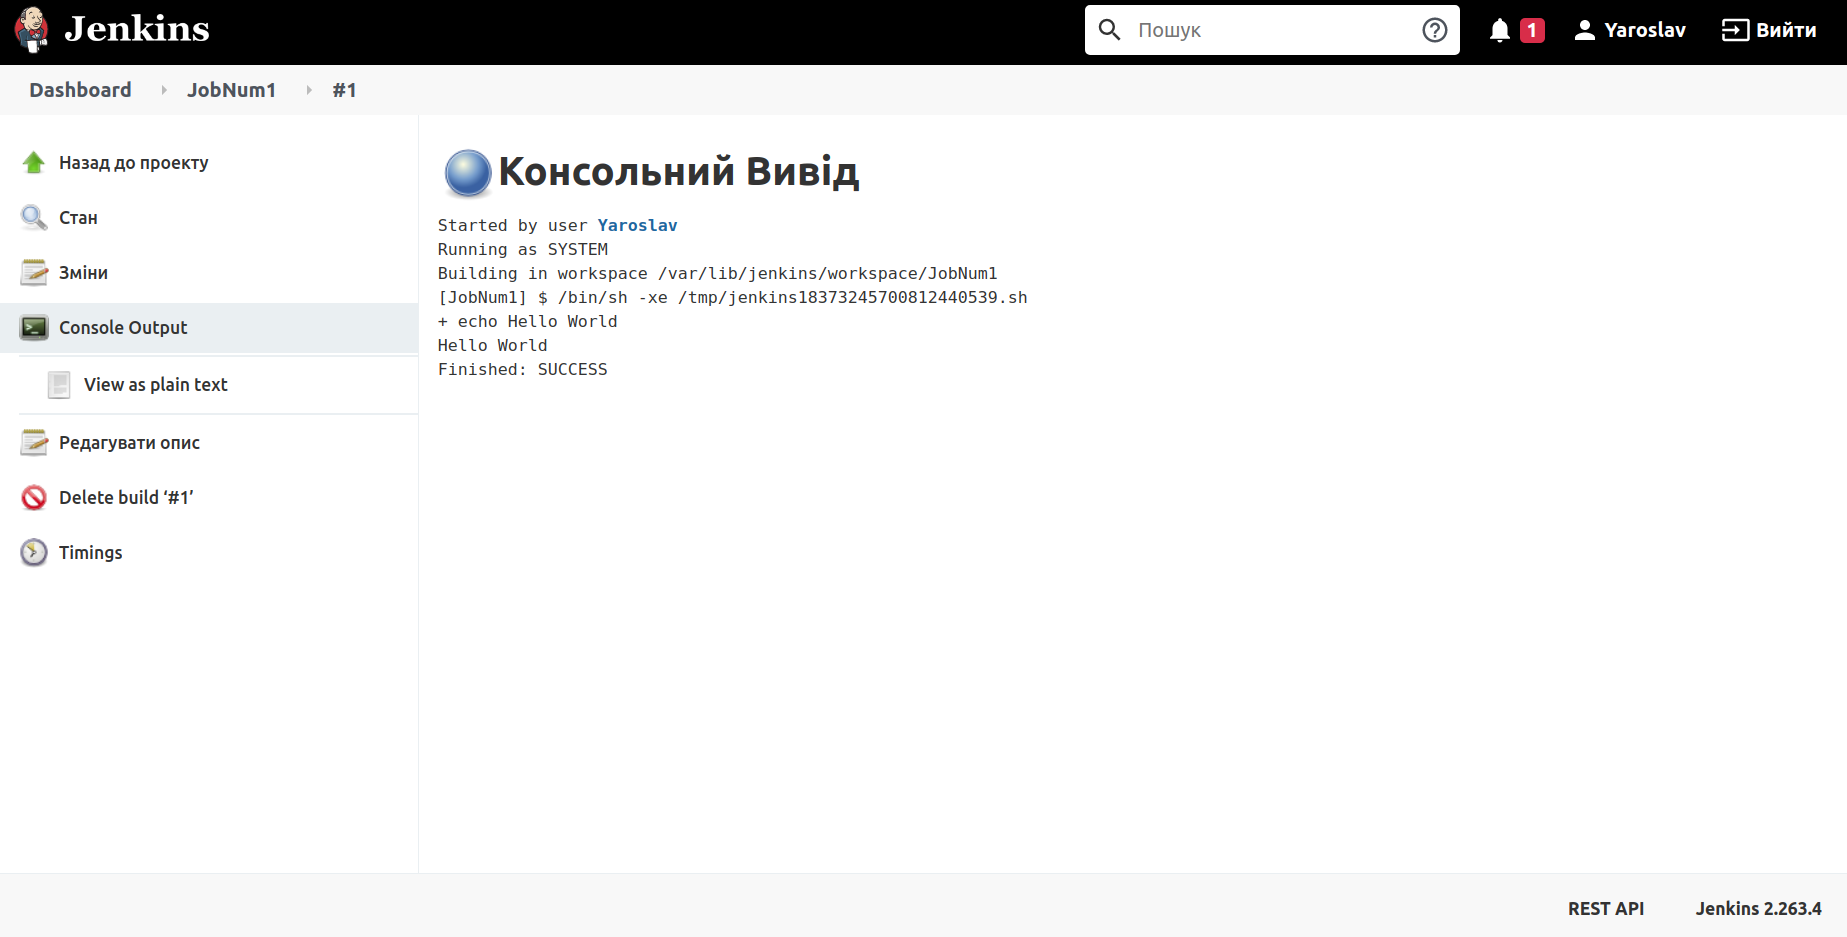 Jenkins
Пошук
1
Yaroslav
Вийти
Dashboard
JobNum1
#1
Назад до проекту
Стан
Зміни
Console Output
View as plain text
Редагувати опис
Delete build ‘#1’
Timings
Консольний Вивід
Started by user Yaroslav
Running as SYSTEM
Building in workspace /var/lib/jenkins/workspace/JobNum1
[JobNum1] $ /bin/sh -xe /tmp/jenkins18373245700812440539.sh
+ echo Hello World
Hello World
Finished: SUCCESS
REST API
Jenkins 2.263.4